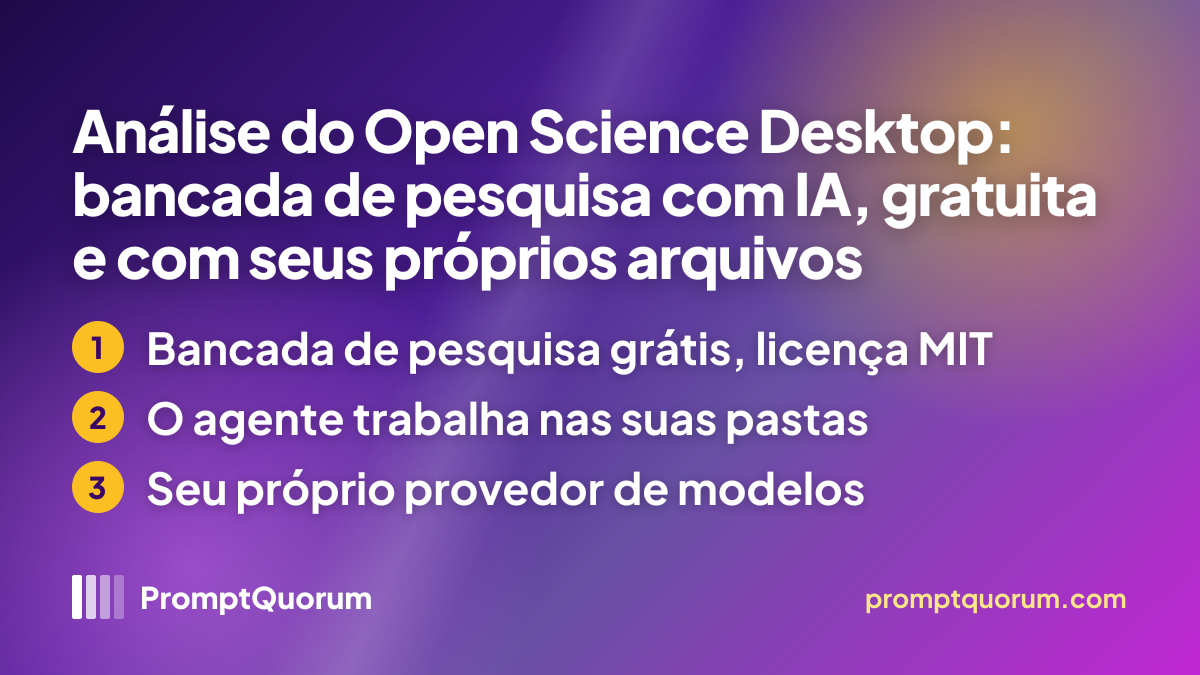 Análise do Open Science Desktop:
bancada de pesquisa com IA, gratuita
e com seus próprios arquivos
1 Bancada de pesquisa grátis, licença MIT
2 O agente trabalha nas suas pastas
3 Seu próprio provedor de modelos
PromptQuorum
promptquorum.com